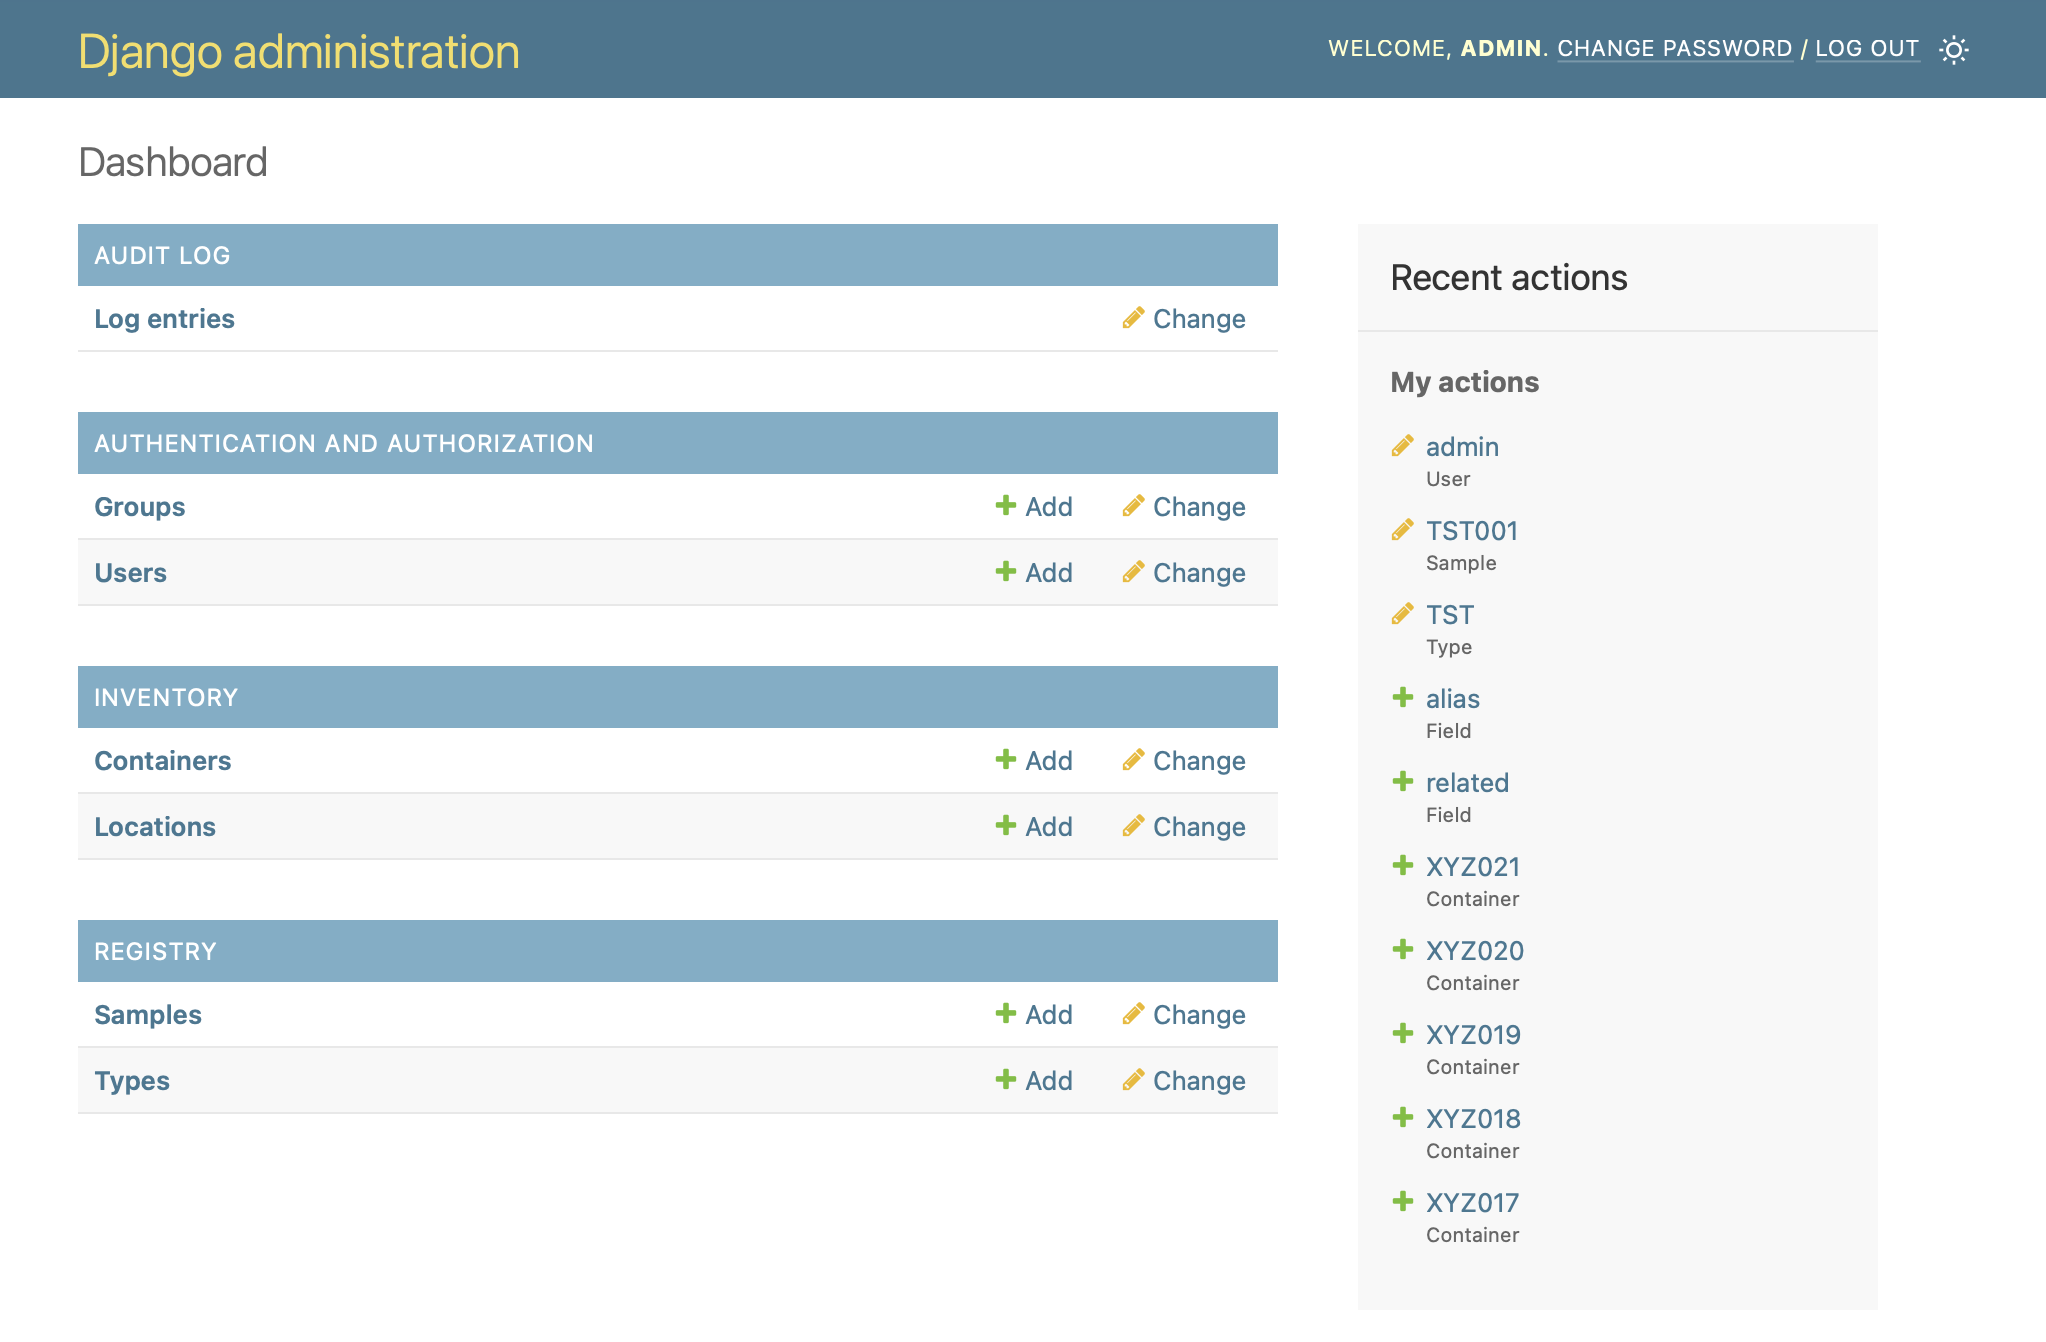 Django administration
WELCOME, ADMIN. CHANGE PASSWORD / LOG OUT
Dashboard
AUDIT LOG
Log entries Change
AUTHENTICATION AND AUTHORIZATION
Groups Add Change
Users Add Change
INVENTORY
Containers Add Change
Locations Add Change
REGISTRY
Samples Add Change
Types Add Change
Recent actions
My actions
admin
User
TST001
Sample
TST
Type
alias
Field
related
Field
XYZ021
Container
XYZ020
Container
XYZ019
Container
XYZ018
Container
XYZ017
Container